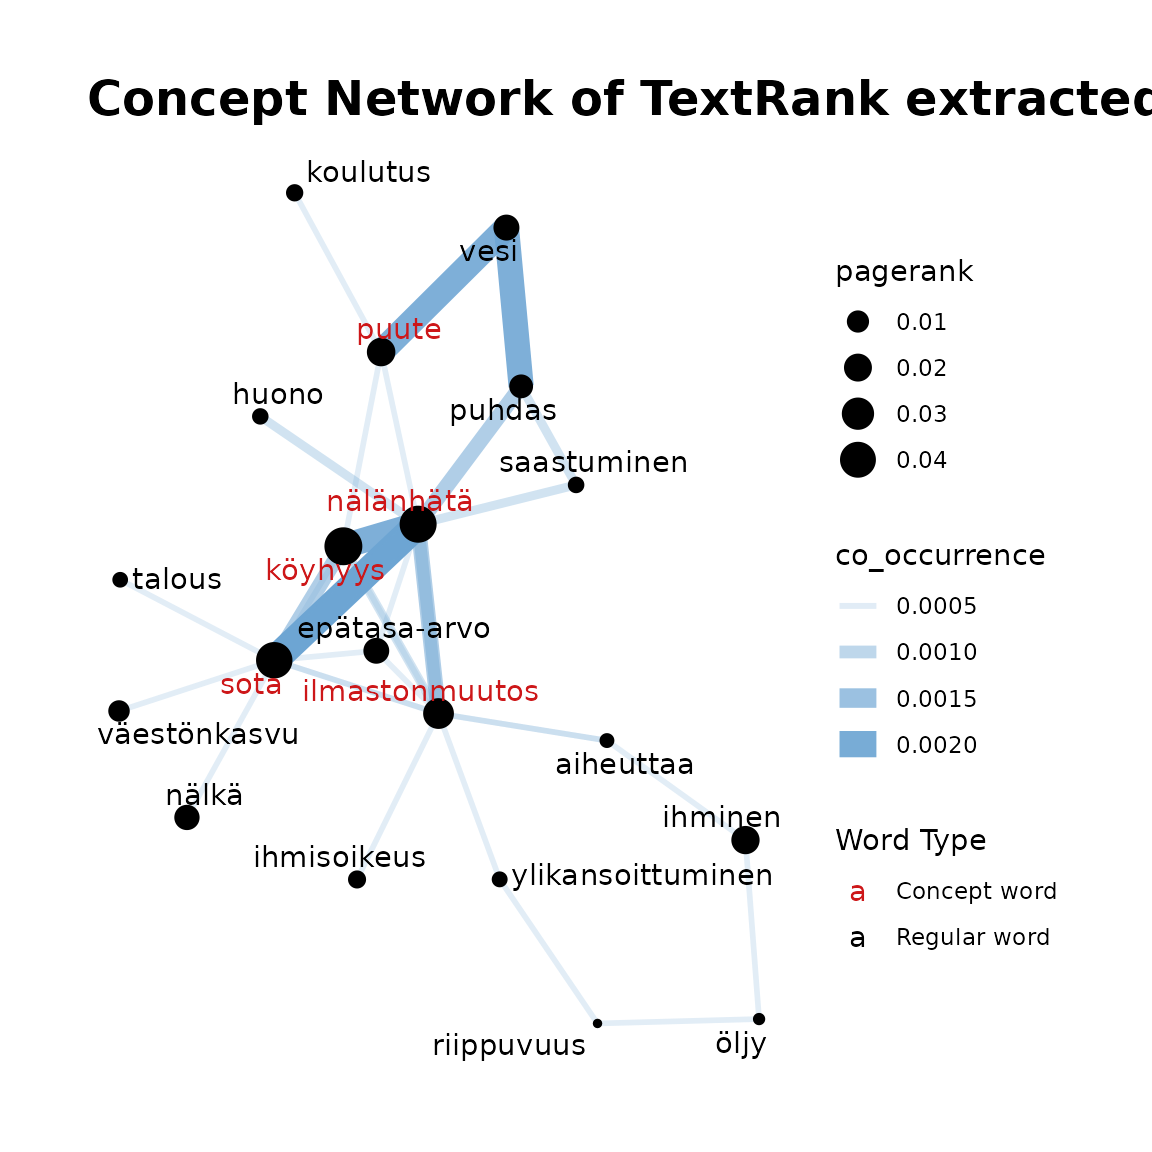 Concept Network of TextRank extracted
koulutus
vesi
puute
huono
puhdas
saastuminen
nälänhätä
köyhyys
talous
epätasa-arvo
sota
ilmastonmuutos
väestönkasvu
aiheuttaa
nälkä
ihminen
ihmisoikeus
ylikansoittuminen
riippuvuus
öljy
pagerank
0.01
0.02
0.03
0.04
co_occurrence
0.0005
0.0010
0.0015
0.0020
Word Type
a Concept word
a Regular word